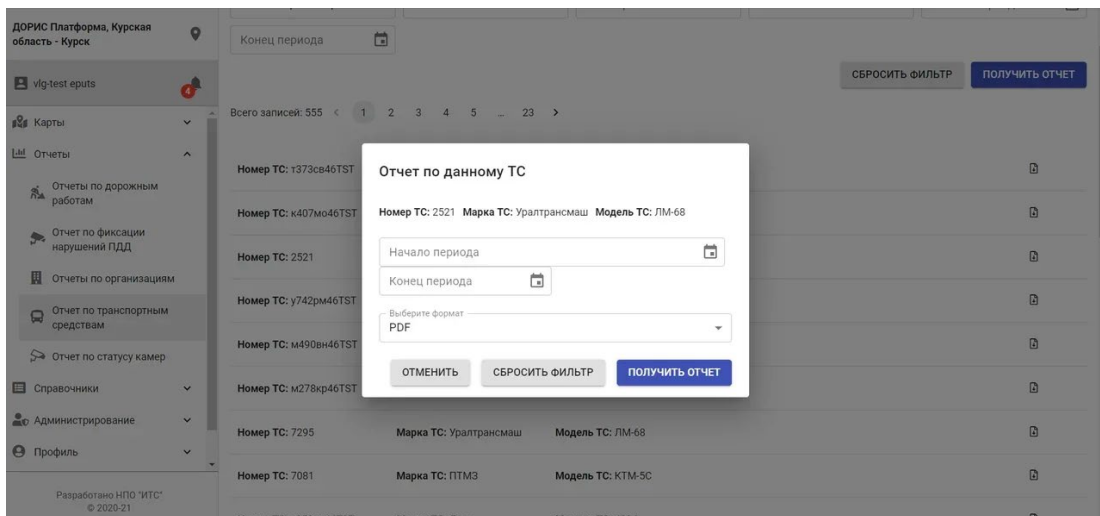 ДОРИС Платформа, Курская
область - Курск
vlg-test eputs
4
Карты
Отчеты
Отчеты по дорожным
работам
Отчет по фиксации
нарушений ПДД
Отчеты по организациям
Отчет по транспортным
средствам
Отчет по статусу камер
Справочники
Администрирование
Профиль
Разработано НПО "ИТС"
© 2020-21
Конец периода
СБРОСИТЬ ФИЛЬТР ПОЛУЧИТЬ ОТЧЕТ
Всего записей: 555 < 1 2 3 4 5 ... 23 >
Номер ТС: т373св46TST
Номер ТС: к407мо46TST
Номер ТС: 2521
Номер ТС: у742рм46TST
Номер ТС: м490вн46TST
Номер ТС: м278кр46TST
Номер ТС: 7295 Марка ТС: Уралтрансмаш Модель ТС: ЛМ-68
Номер ТС: 7081 Марка ТС: ПТМЗ Модель ТС: КТМ-5С
Отчет по данному ТС
Номер ТС: 2521 Марка ТС: Уралтрансмаш Модель ТС: ЛМ-68
Начало периода
Конец периода
Выберите формат
PDF
ОТМЕНИТЬ СБРОСИТЬ ФИЛЬТР ПОЛУЧИТЬ ОТЧЕТ